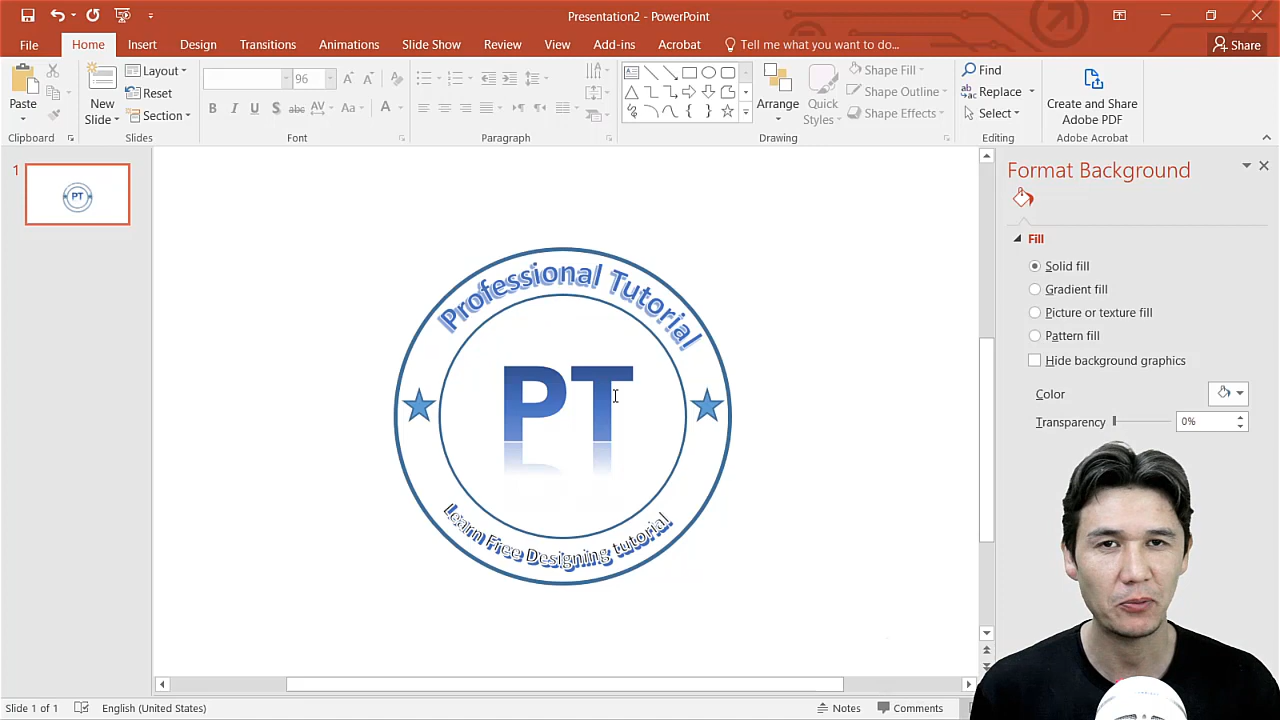 Presentation2 - PowerPoint
File Home Insert Design Transitions Animations Slide Show Review View Add-ins Acrobat Tell me what you want to do... Share
Paste
Clipboard
New Slide
Layout
Reset
Section
Slides
96
B I U S abc AV Aa A
Font
Paragraph
Arrange
Quick Styles
Shape Fill
Shape Outline
Shape Effects
Drawing
Find
Replace
Select
Editing
Create and Share Adobe PDF
Adobe Acrobat
1
PT
Professional Tutorial
PT
Learn Free Designing tutorial
Format Background
Fill
Solid fill
Gradient fill
Picture or texture fill
Pattern fill
Hide background graphics
Color
Transparency 0%
Slide 1 of 1 English (United States) Notes Comments